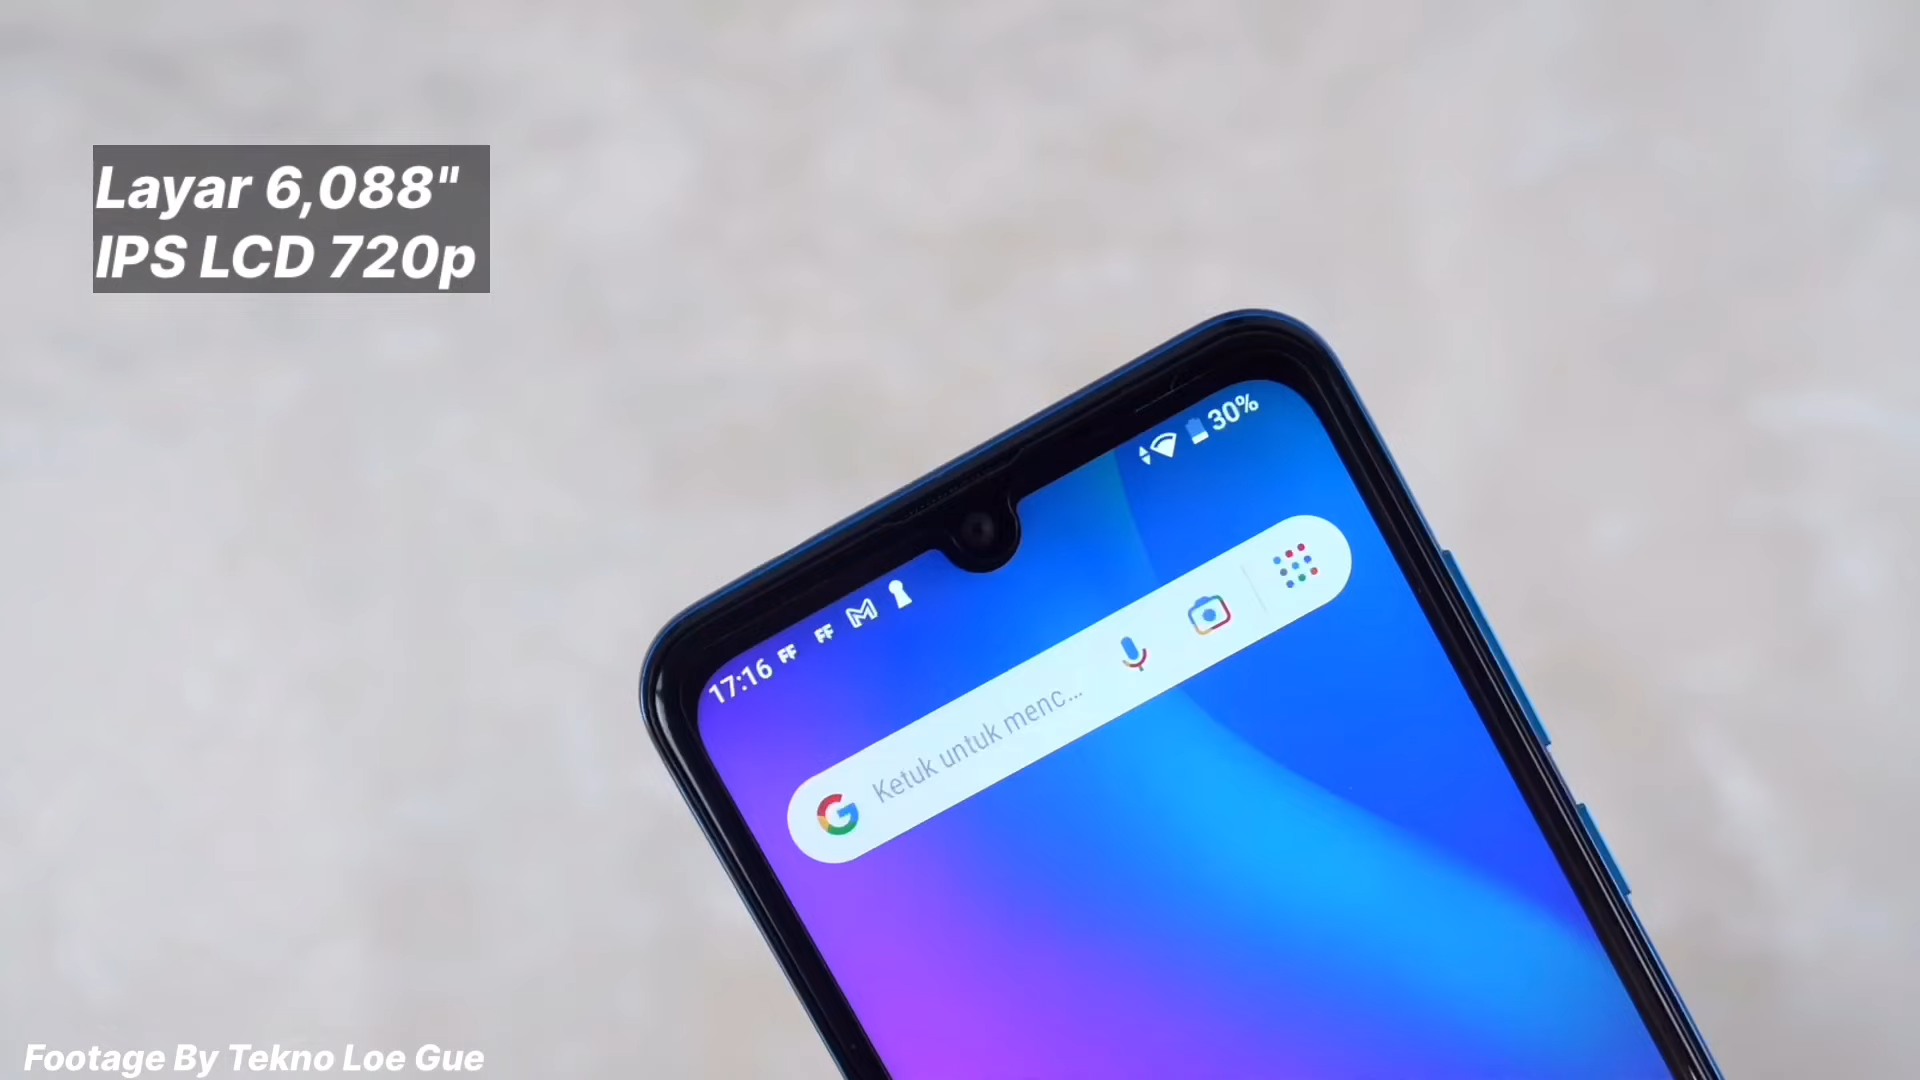 Layar 6,088"
IPS LCD 720p
30%
17:16
Ketuk untuk menc...
Footage By Tekno Loe Gue